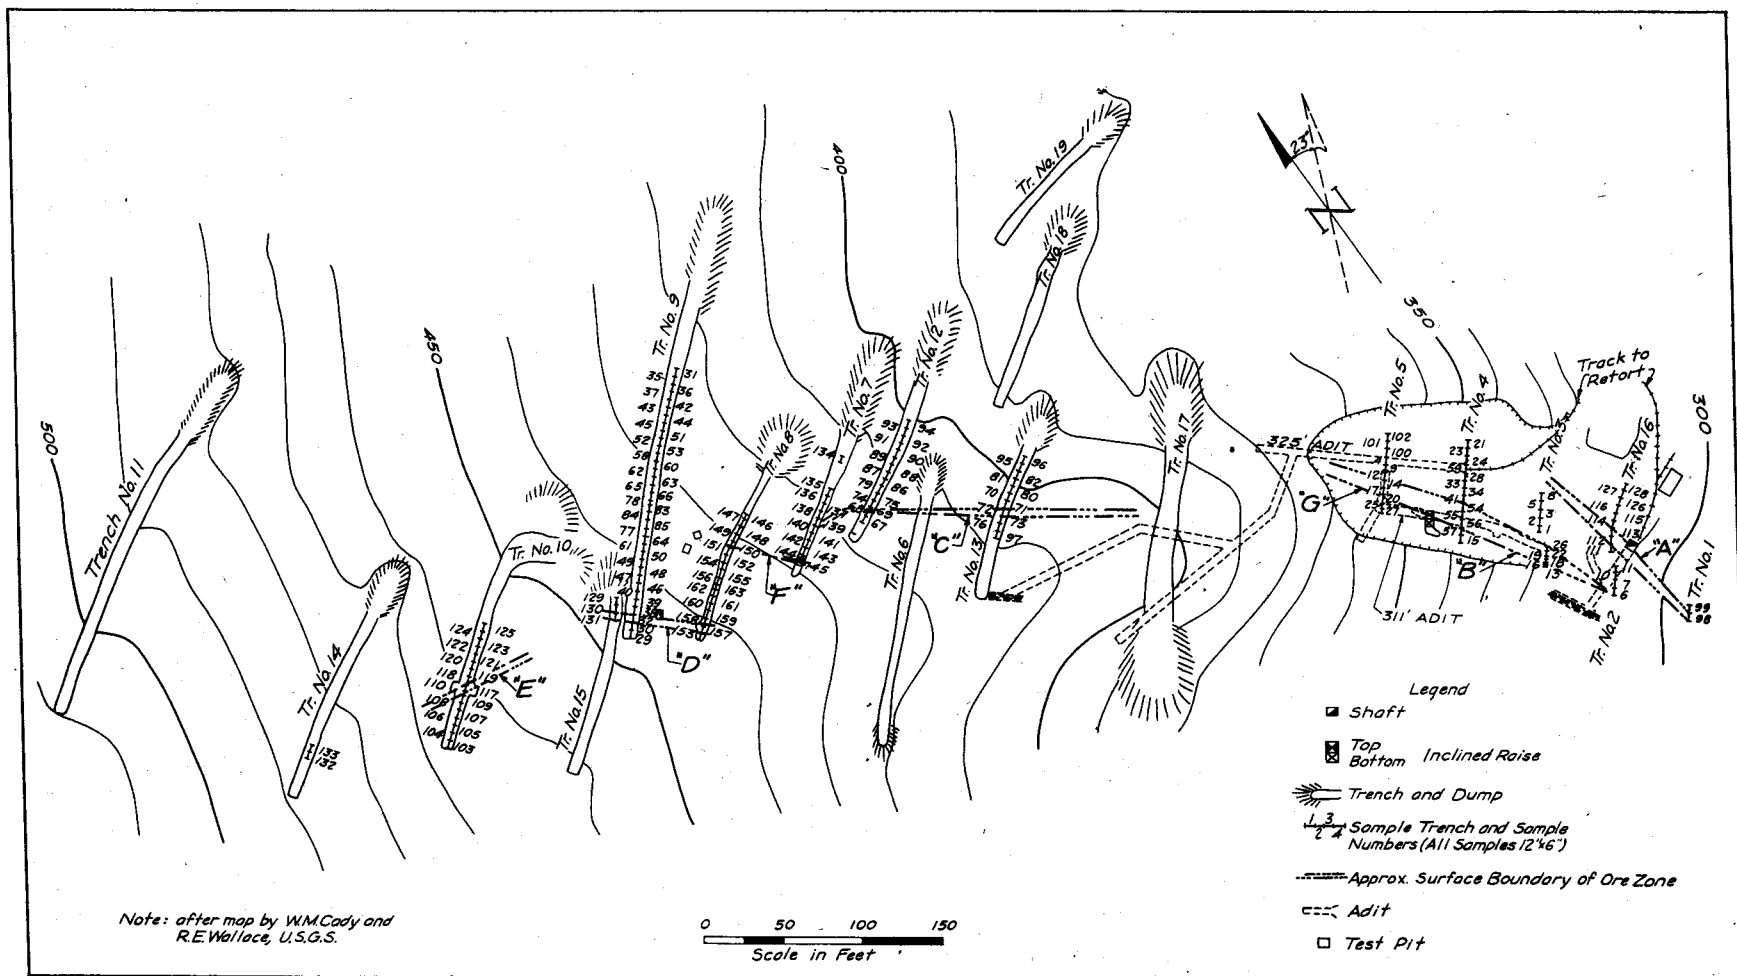 Tr. No. 19
400
23°
N
Tr. No. 18
350
Tr. No. 9
Tr. No. 12
Track to
Retort
Tr. No. 5
Tr. No. 4
300
450
Tr. No. 7
Tr. No. 17
325' ADIT
Tr. No. 3
Tr. No. 16
500
Trench No. 11
Tr. No. 8
"G"
"A"
Tr. No. 10
Tr. No. 6
"C"
Tr. No. 13
"B"
Tr. No. 1
"F"
311' ADIT
Tr. No. 2
"D"
"E"
Tr. No. 14
Tr. No. 15
35 31
37 36
43 42
45 44
52 51
58 53
62 60
65 63
78 66
84 83
77 85
61 64
49 50
47 48
129
130
131
29
147 146
149 148
151 150
154 152
156 155
162 163
160 161
159
153 157
134
135
136
138
140 139
142 141
143
145
93 94
91 92
89 90
87 88
79 86
74
67
95 96
81 82
70 80
72 71
76 75
97
101 102
100
23 21
24
28
33 34
41 54
55 56
57
15
127 128
116 126
114 115
113
99
98
124 125
122 123
120 121
118 119
110 117
108 109
106 107
104 105
103
133
132
Legend
Shaft
Top
Bottom Inclined Raise
Trench and Dump
1 3
2 4 Sample Trench and Sample
Numbers (All Samples 12"x6")
Approx. Surface Boundary of Ore Zone
Adit
Test Pit
Note: after map by W.M.Cady and
R.E.Wallace, U.S.G.S.
0 50 100 150
Scale in Feet